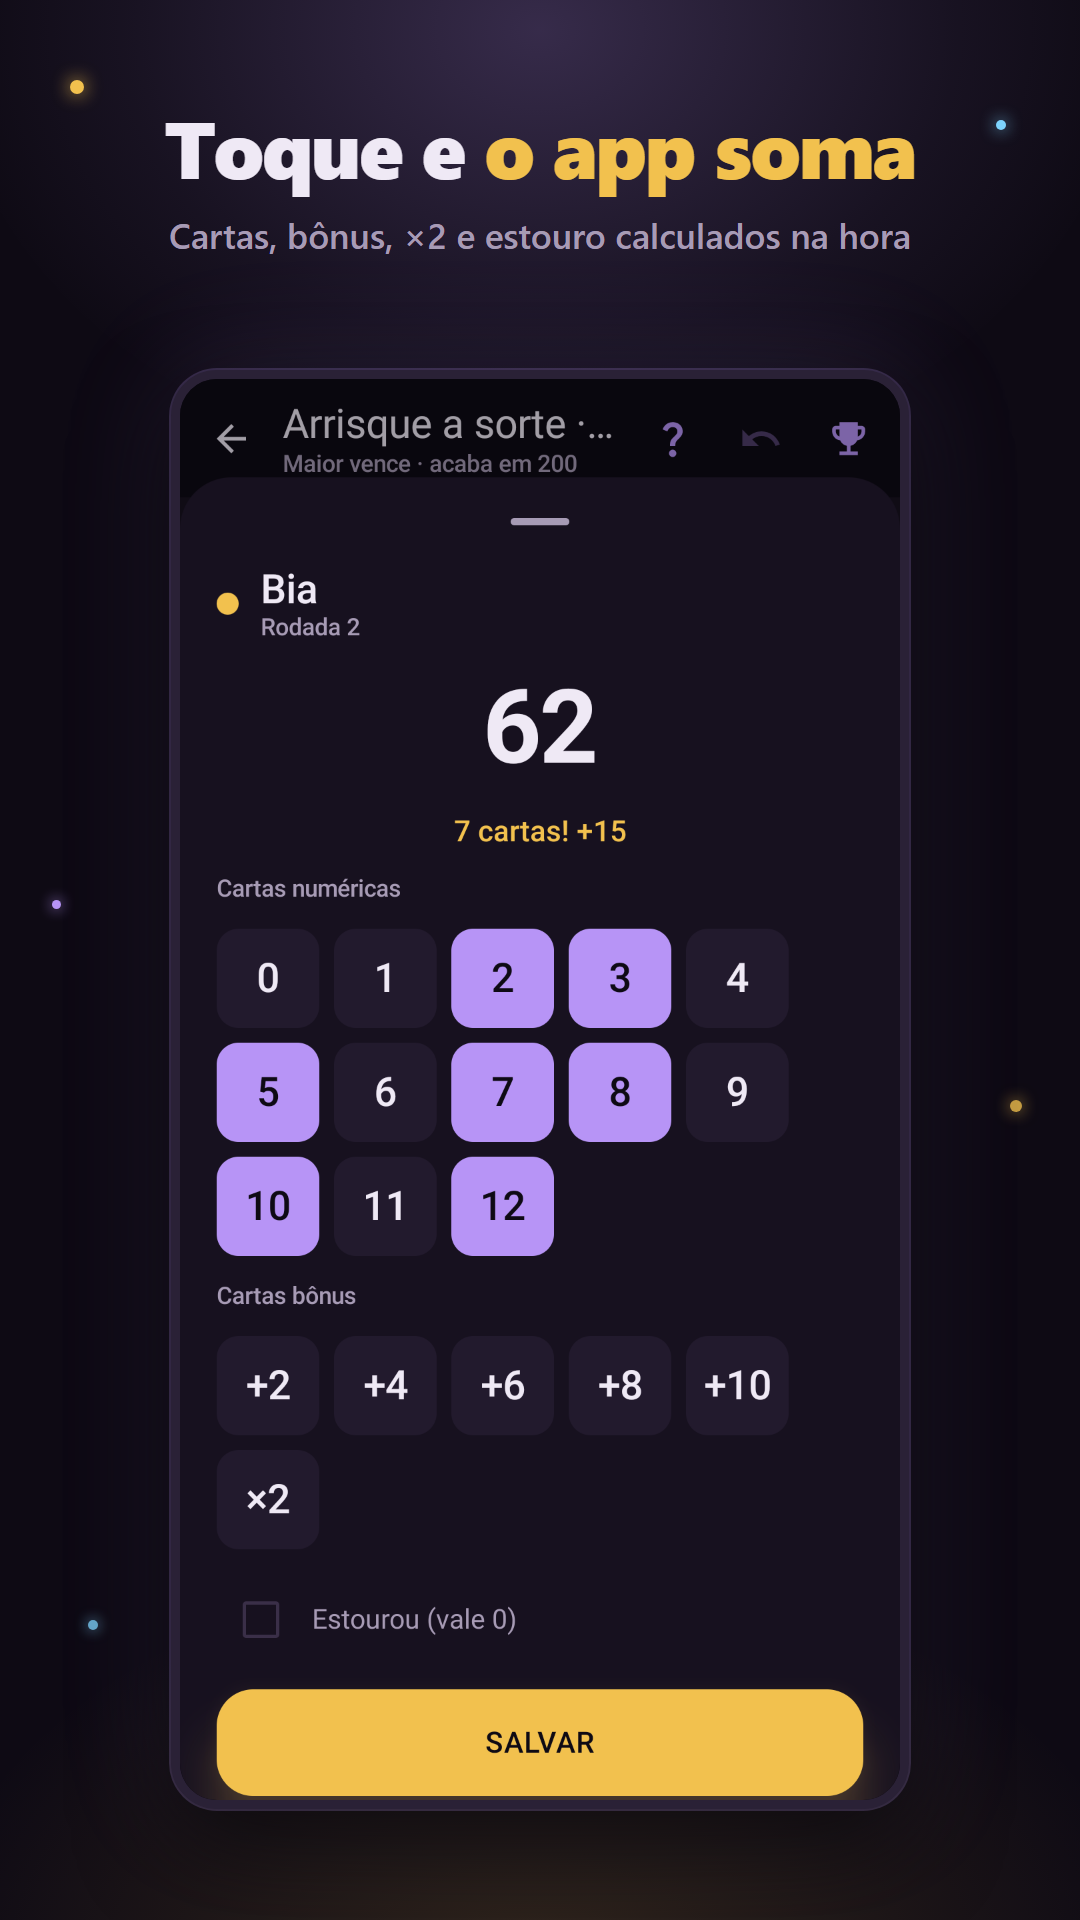 Toque e o app soma
Cartas, bônus, ×2 e estouro calculados na hora
Arrisque a sorte ·...
Maior vence · acaba em 200
Bia
Rodada 2
62
7 cartas! +15
Cartas numéricas
0 1 2 3 4
5 6 7 8 9
10 11 12
Cartas bônus
+2 +4 +6 +8 +10
×2
Estourou (vale 0)
SALVAR